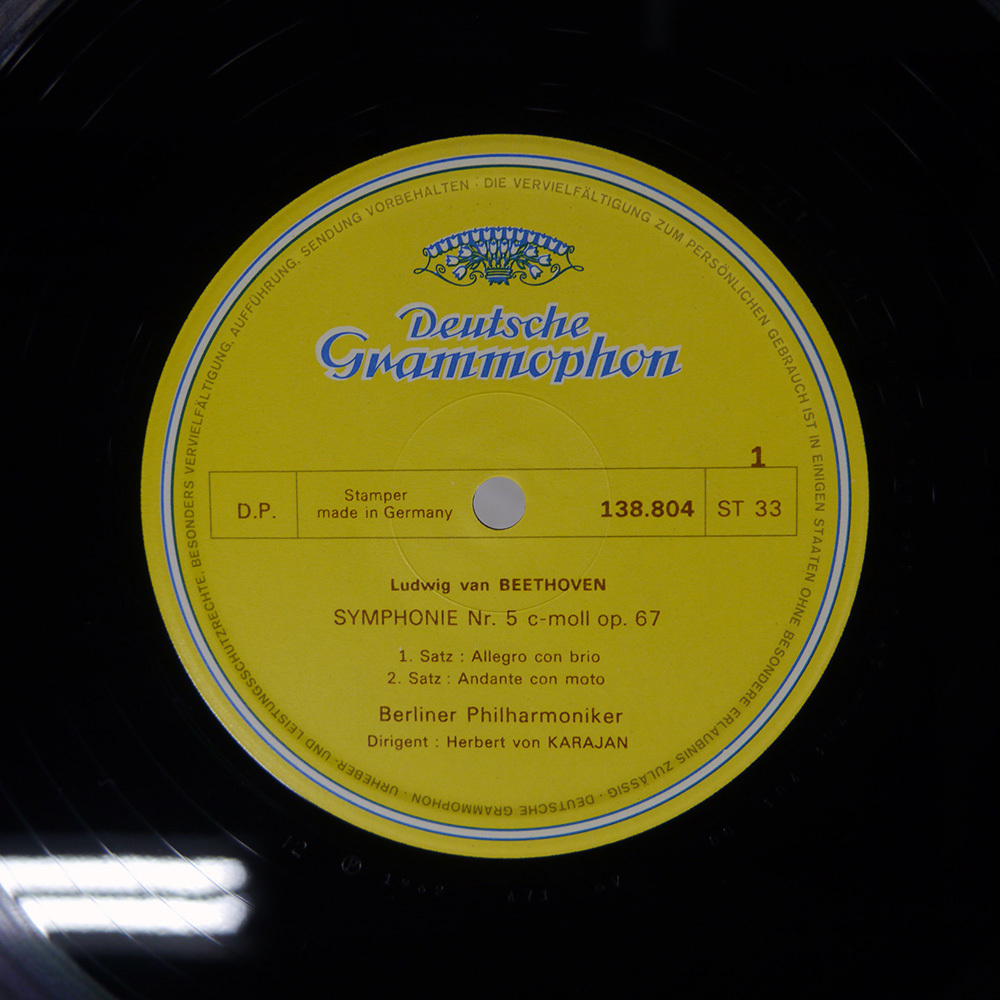 URHEBER- UND LEISTUNGSSCHUTZRECHTE, BESONDERS VERVIELFÄLTIGUNG, AUFFÜHRUNG, SENDUNG VORBEHALTEN · DIE VERVIELFÄLTIGUNG ZUM PERSÖNLICHEN GEBRAUCH IST IN EINIGEN STAATEN OHNE BESONDERE ERLAUBNIS ZULÄSSIG · DEUTSCHE GRAMMOPHON ·
Deutsche
Grammophon
1
D.P.
Stamper
made in Germany
138.804
ST 33
Ludwig van BEETHOVEN
SYMPHONIE Nr. 5 c-moll op. 67
1. Satz : Allegro con brio
2. Satz : Andante con moto
Berliner Philharmoniker
Dirigent : Herbert von KARAJAN